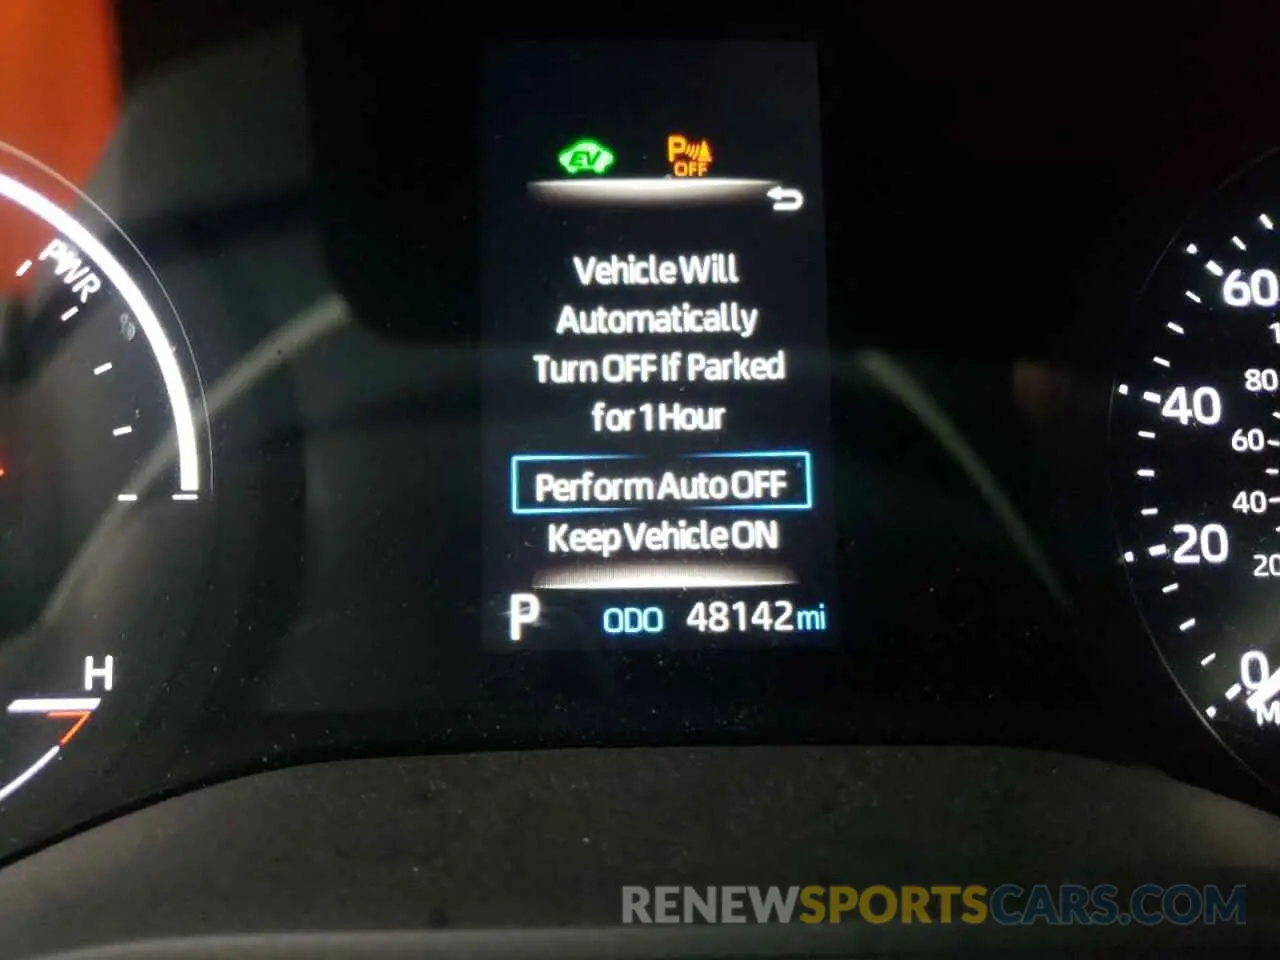 EV
P OFF
Vehicle Will
Automatically
Turn OFF If Parked
for 1 Hour
Perform Auto OFF
Keep Vehicle ON
P ODO 48142 mi
PWR
H
60
80
40
60
40
20
20
0
RENEWSPORTSCARS.COM